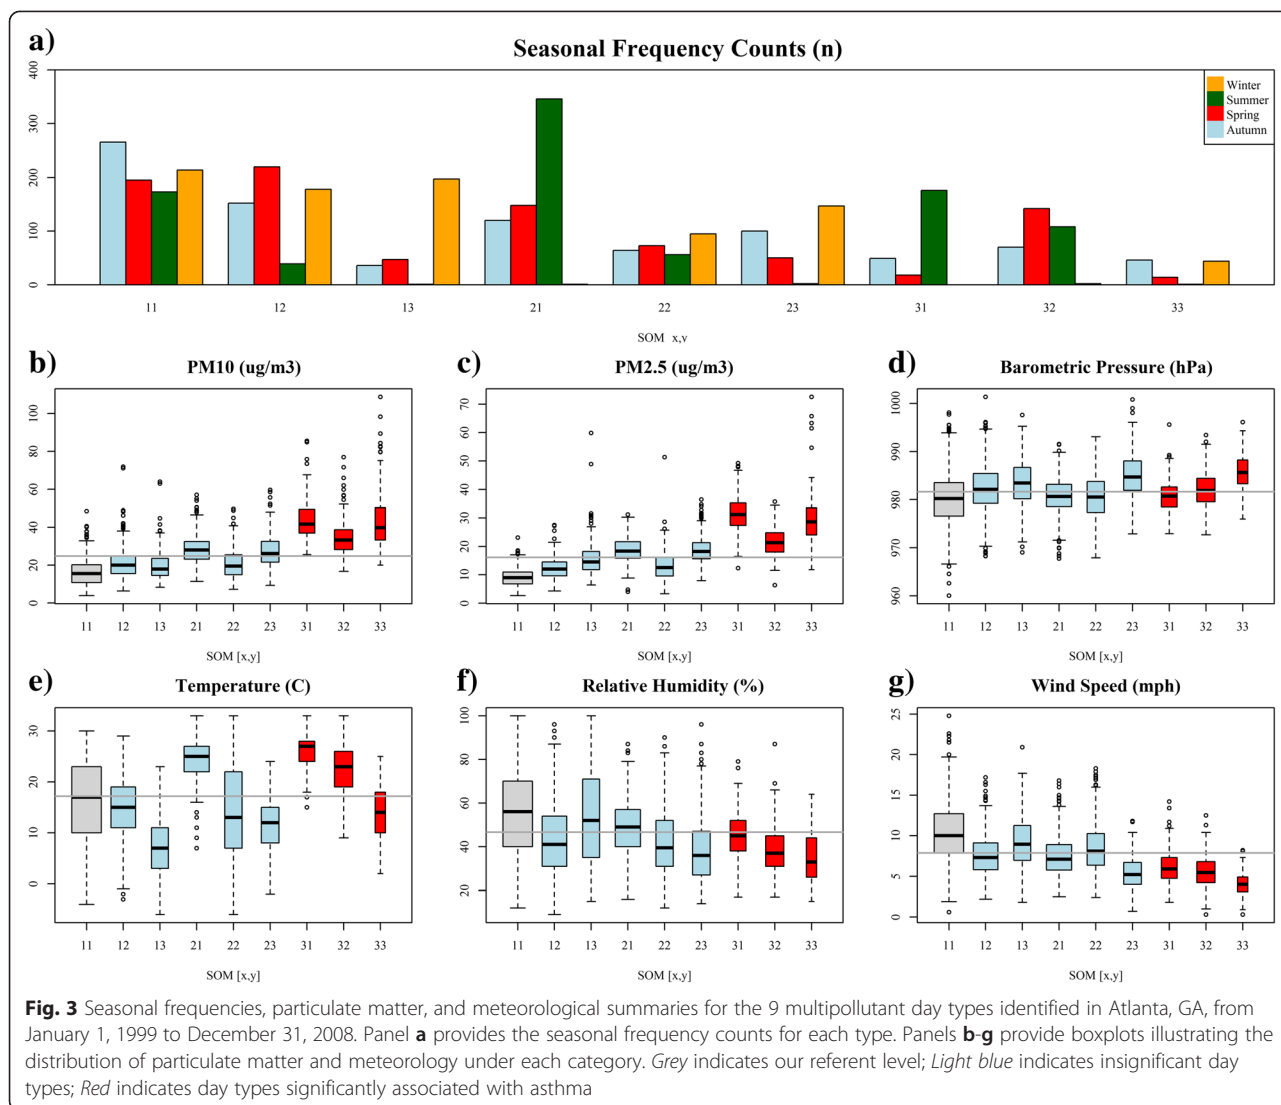 a)
Seasonal Frequency Counts (n)
400
300
200
100
0
Winter
Summer
Spring
Autumn
11 12 13 21 22 23 31 32 33
SOM x,y
b)
PM10 (ug/m3)
100
80
60
40
20
0
11 12 13 21 22 23 31 32 33
SOM [x,y]
c)
PM2.5 (ug/m3)
70
60
50
40
30
20
10
0
11 12 13 21 22 23 31 32 33
SOM [x,y]
d)
Barometric Pressure (hPa)
1000
990
980
970
960
11 12 13 21 22 23 31 32 33
SOM [x,y]
e)
Temperature (C)
30
20
10
0
11 12 13 21 22 23 31 32 33
SOM [x,y]
f)
Relative Humidity (%)
100
80
60
40
20
11 12 13 21 22 23 31 32 33
SOM [x,y]
g)
Wind Speed (mph)
25
20
15
10
5
0
11 12 13 21 22 23 31 32 33
SOM [x,y]
Fig. 3 Seasonal frequencies, particulate matter, and meteorological summaries for the 9 multipollutant day types identified in Atlanta, GA, from
January 1, 1999 to December 31, 2008. Panel a provides the seasonal frequency counts for each type. Panels b-g provide boxplots illustrating the
distribution of particulate matter and meteorology under each category. Grey indicates our referent level; Light blue indicates insignificant day
types; Red indicates day types significantly associated with asthma